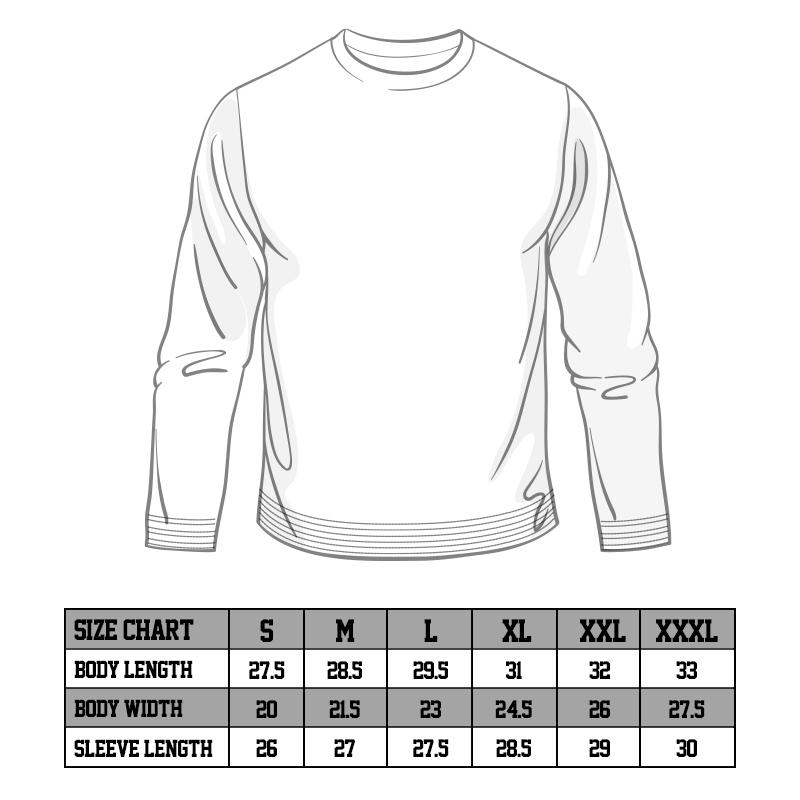 SIZE CHART S M L XL XXL XXXL
BODY LENGTH 27.5 28.5 29.5 31 32 33
BODY WIDTH 20 21.5 23 24.5 26 27.5
SLEEVE LENGTH 26 27 27.5 28.5 29 30